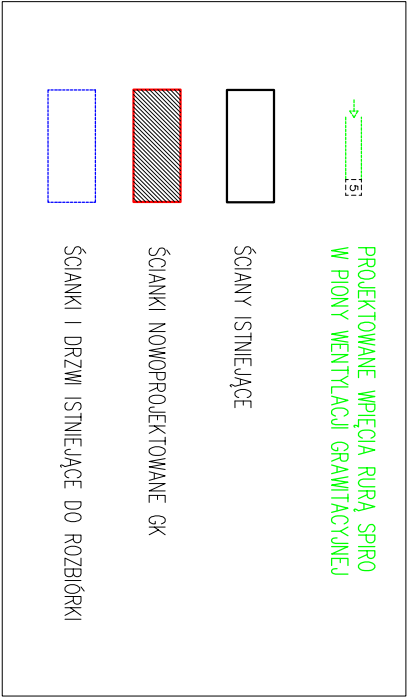 5
PROJEKTOWANE WPIĘCIA RURĄ SPIRO
W PIONY WENTYLACJI GRAWITACYJNEJ
ŚCIANY ISTNIEJĄCE
ŚCIANKI NOWOPROJEKTOWANE GK
ŚCIANKI I DRZWI ISTNIEJĄCE DO ROZBIÓRKI